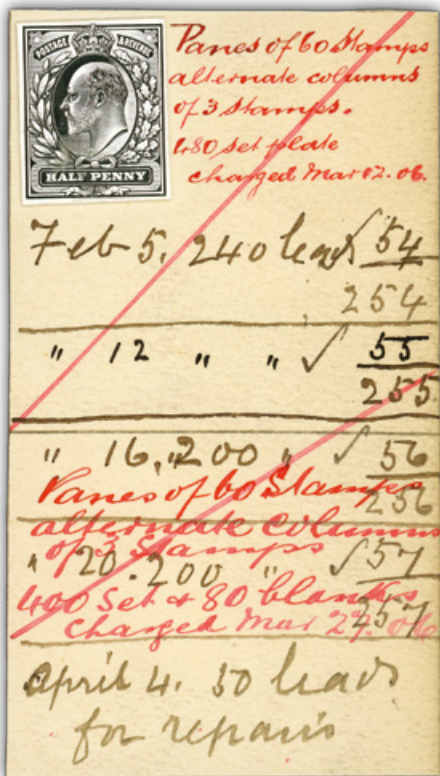 POSTAGE & REVENUE
HALF PENNY
Panes of 60 Stamps
alternate columns
of 3 stamps.
480 set plate
charged Mar 12. 06.
Feb 5. 240 leads √ 54
254
" 12 " " √ 55
255
" 16. 200 " √ 56
256
Panes of 60 Stamps
alternate columns
of 3 Stamps
" 20. 200 " √ 57
257
400 Set & 80 blanks
charged Mar 27. 06
April 4. 50 leads
for repairs